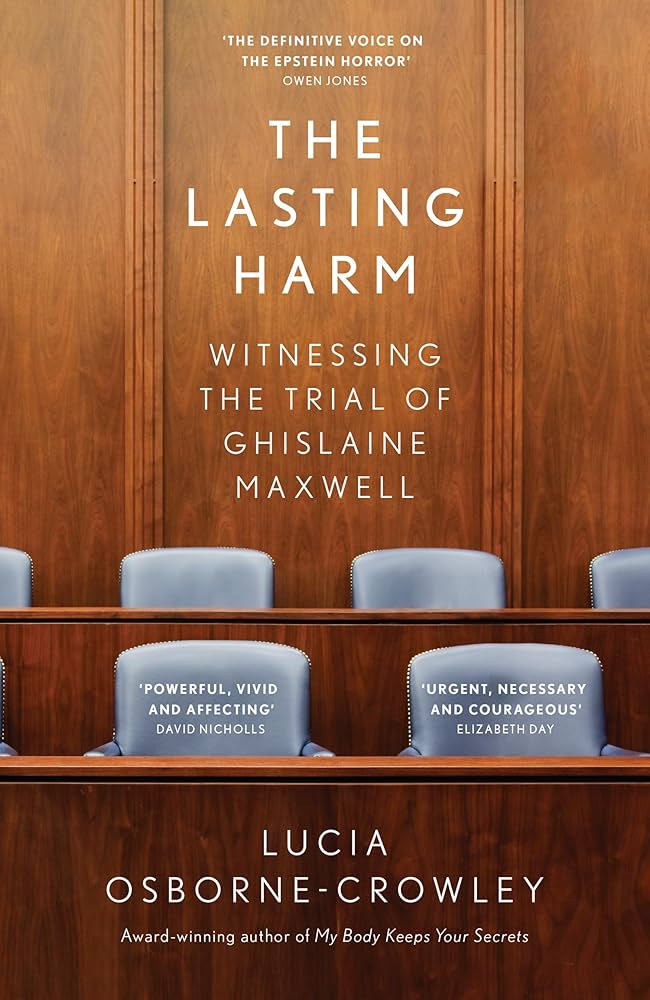 ‘THE DEFINITIVE VOICE ON
THE EPSTEIN HORROR’
OWEN JONES
THE
LASTING
HARM
WITNESSING
THE TRIAL OF
GHISLAINE
MAXWELL
‘POWERFUL, VIVID
AND AFFECTING’
DAVID NICHOLLS
‘URGENT, NECESSARY
AND COURAGEOUS’
ELIZABETH DAY
LUCIA
OSBORNE-CROWLEY
Award-winning author of My Body Keeps Your Secrets